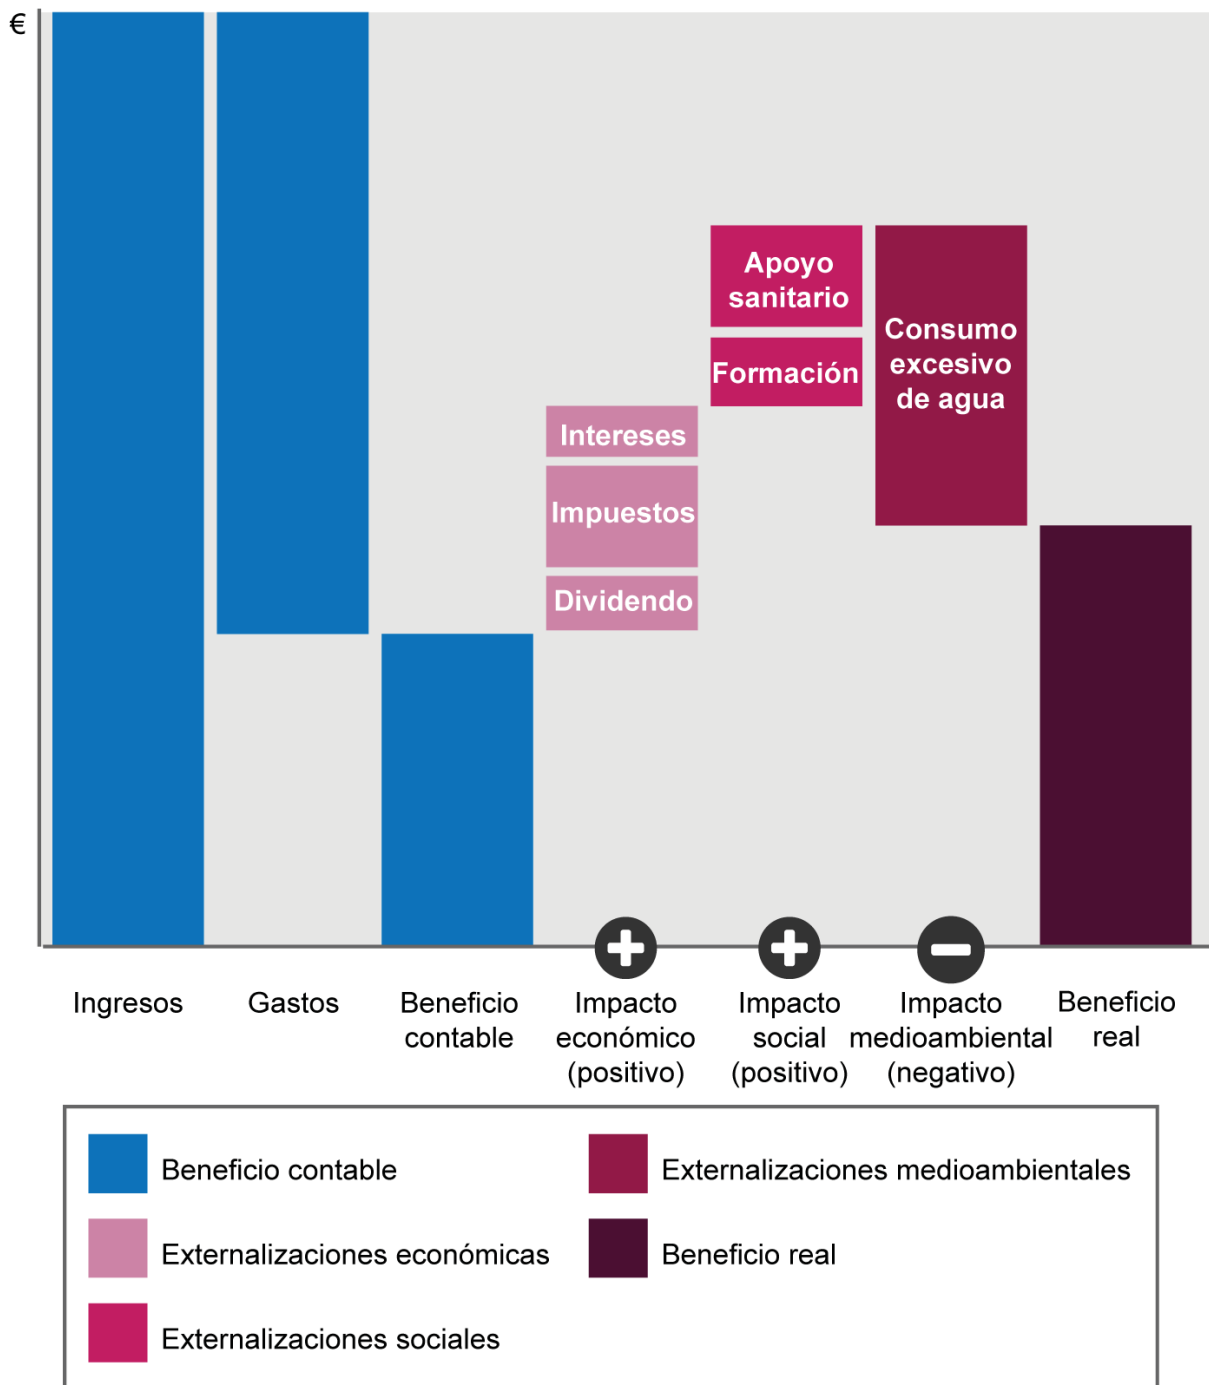 €
Apoyo
sanitario
Formación
Consumo
excesivo
de agua
Intereses
Impuestos
Dividendo
Ingresos
Gastos
Beneficio
contable
Impacto
económico
(positivo)
Impacto
social
(positivo)
Impacto
medioambiental
(negativo)
Beneficio
real
Beneficio contable
Externalizaciones económicas
Externalizaciones sociales
Externalizaciones medioambientales
Beneficio real